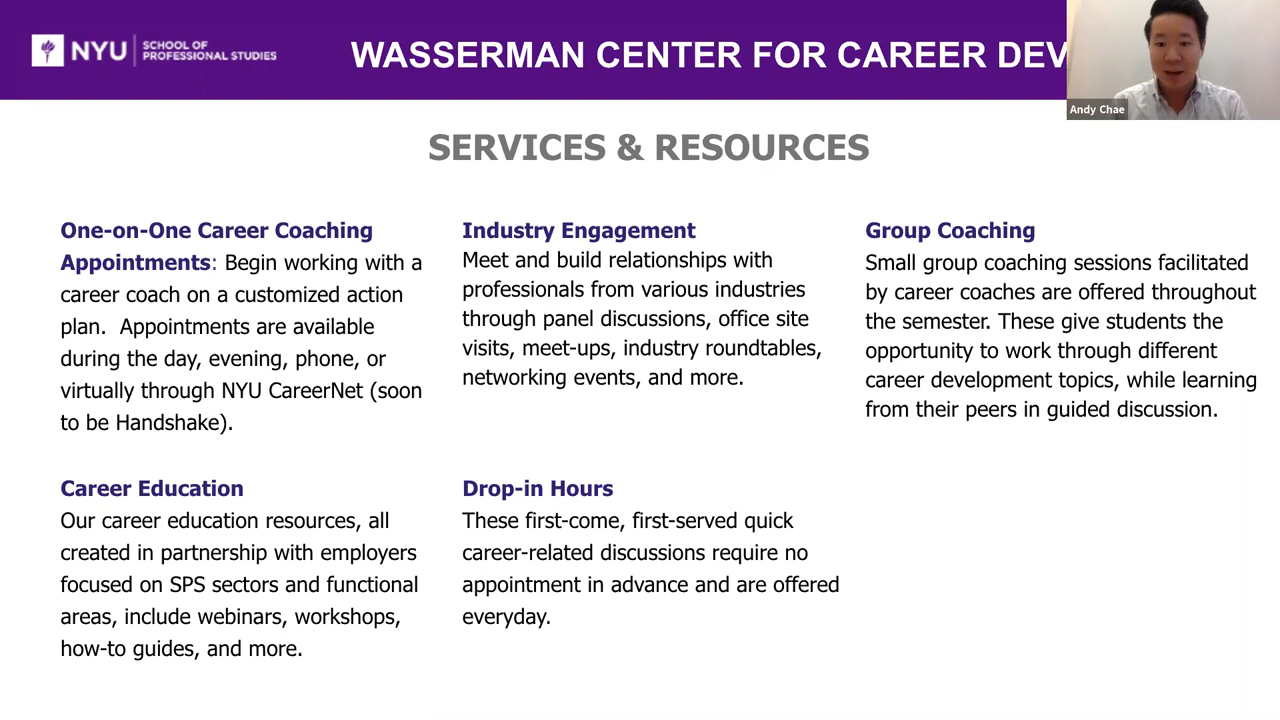 NYU
SCHOOL OF
PROFESSIONAL STUDIES
WASSERMAN CENTER FOR CAREER DEV
Andy Chae
SERVICES & RESOURCES
One-on-One Career Coaching
Appointments: Begin working with a
career coach on a customized action
plan.  Appointments are available
during the day, evening, phone, or
virtually through NYU CareerNet (soon
to be Handshake).
Industry Engagement
Meet and build relationships with
professionals from various industries
through panel discussions, office site
visits, meet-ups, industry roundtables,
networking events, and more.
Group Coaching
Small group coaching sessions facilitated
by career coaches are offered throughout
the semester. These give students the
opportunity to work through different
career development topics, while learning
from their peers in guided discussion.
Career Education
Our career education resources, all
created in partnership with employers
focused on SPS sectors and functional
areas, include webinars, workshops,
how-to guides, and more.
Drop-in Hours
These first-come, first-served quick
career-related discussions require no
appointment in advance and are offered
everyday.